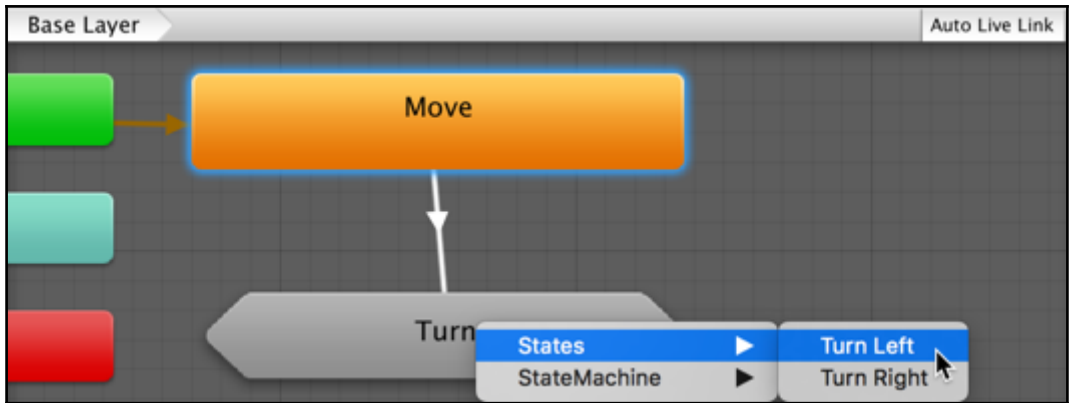 Base Layer
Auto Live Link
Move
Turn
States
Turn Left
StateMachine
Turn Right